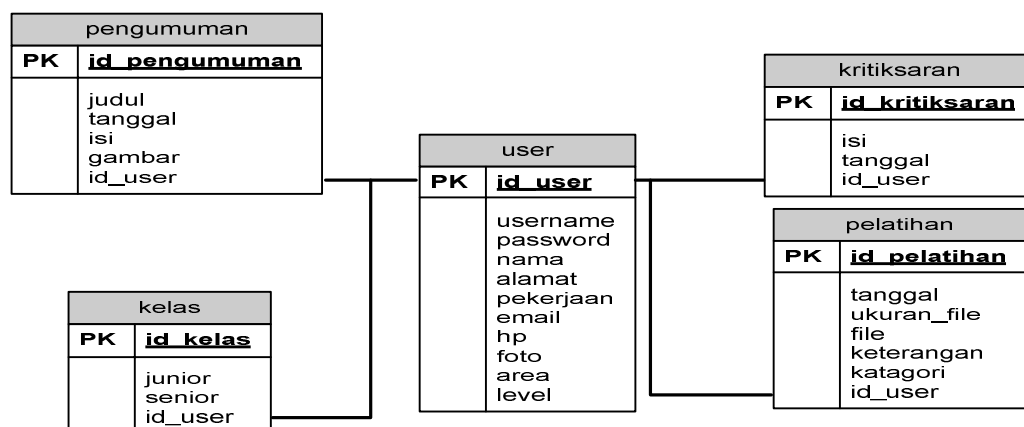 pengumuman
PK id_pengumuman
judul
tanggal
isi
gambar
id_user
kelas
PK id_kelas
junior
senior
id_user
user
PK id_user
username
password
nama
alamat
pekerjaan
email
hp
foto
area
level
kritiksaran
PK id_kritiksaran
isi
tanggal
id_user
pelatihan
PK id_pelatihan
tanggal
ukuran_file
file
keterangan
katagori
id_user